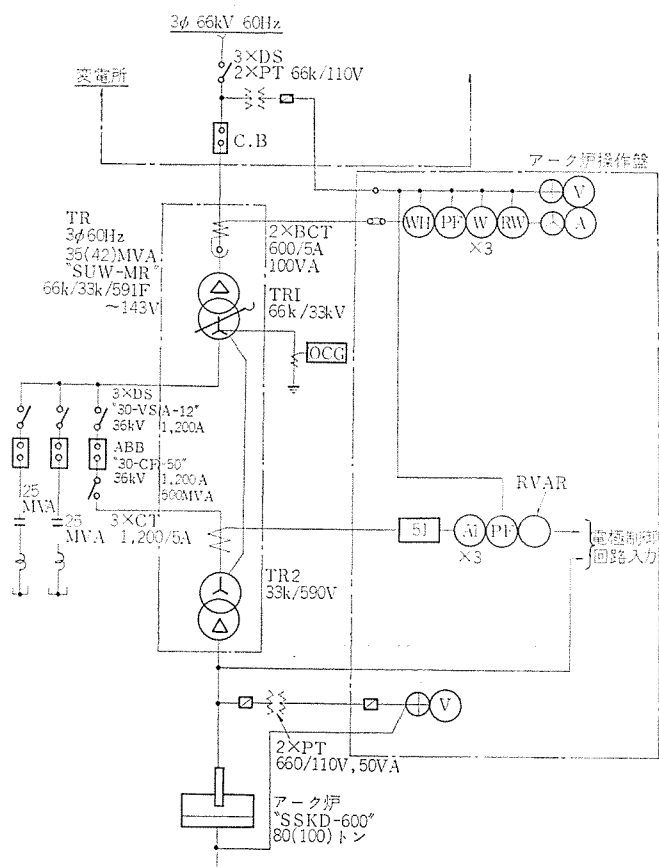 3φ 66kV 60Hz
3×DS
2×PT 66k/110V
変電所
C.B
アーク炉操作盤
V
WH PF W RW A
×3
TR
3φ60Hz
35(42)MVA
"SUW-MR"
66k/33k/591F
～143V
2×BCT
600/5A
100VA
TR1
66k/33kV
OCG
3×DS
"30-VSIA-12"
36kV 1,200A
ABB
"30-CF-50"
36kV 1,200A
500MVA
25
MVA
25
MVA
3×CT
1,200/5A
RVAR
51 Ai PF
×3
電極制御
回路入力
TR2
33k/590V
V
2×PT
660/110V,50VA
アーク炉
"SSKD-600"
80(100)トン